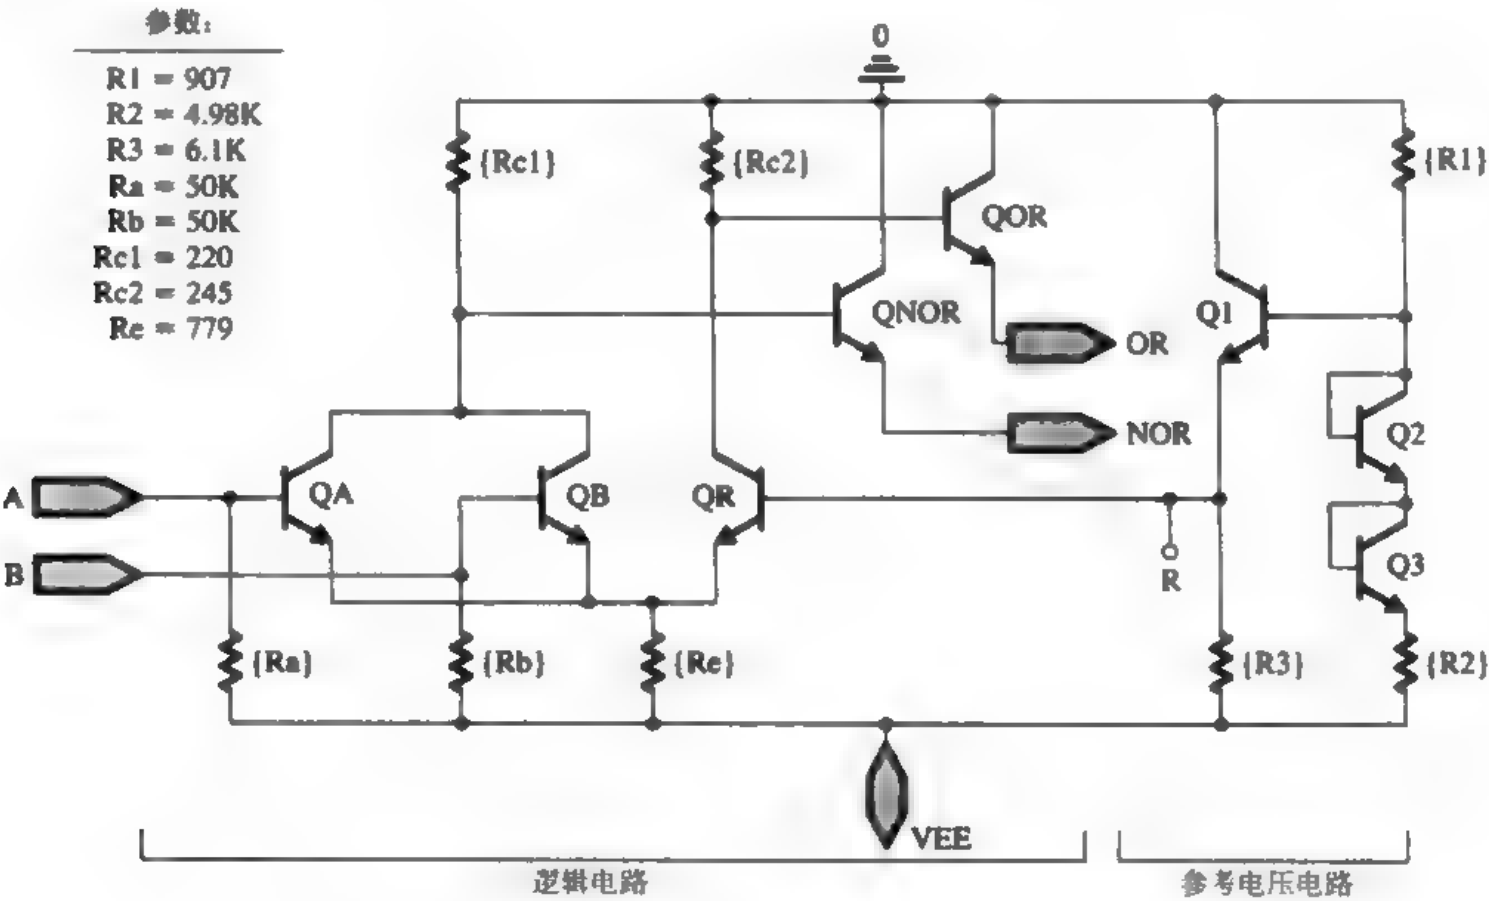 参数:
R1 = 907
R2 = 4.98K
R3 = 6.1K
Ra = 50K
Rb = 50K
Rc1 = 220
Rc2 = 245
Re = 779
0
{Rc1}
{Rc2}
{R1}
QOR
QNOR
Q1
OR
NOR
Q2
A
QA
QB
QR
B
R
Q3
{Ra}
{Rb}
{Re}
{R3}
{R2}
VEE
逻辑电路
参考电压电路